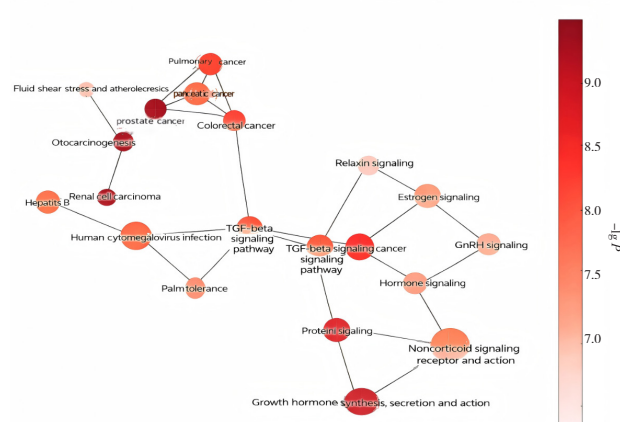 Pulmonary cancer
Fluid shear stress and atherolecresics
pancreatic cancer
9.0
prostate cancer
Colorectal cancer
Otocarcinogenesis
8.5
Relaxin signaling
Hepatits B
Renal cell carcinoma
Estrogen signaling
8.0
−lg P
Human cytomegalovirus infection
TGF-beta
signaling
pathway
TGF-beta signaling cancer
signaling
pathway
GnRH signaling
Palm tolerance
Hormone signaling
7.5
Proteini sigaling
7.0
Noncorticoid signaling
receptor and action
Growth hormone synthesis, secretion and action